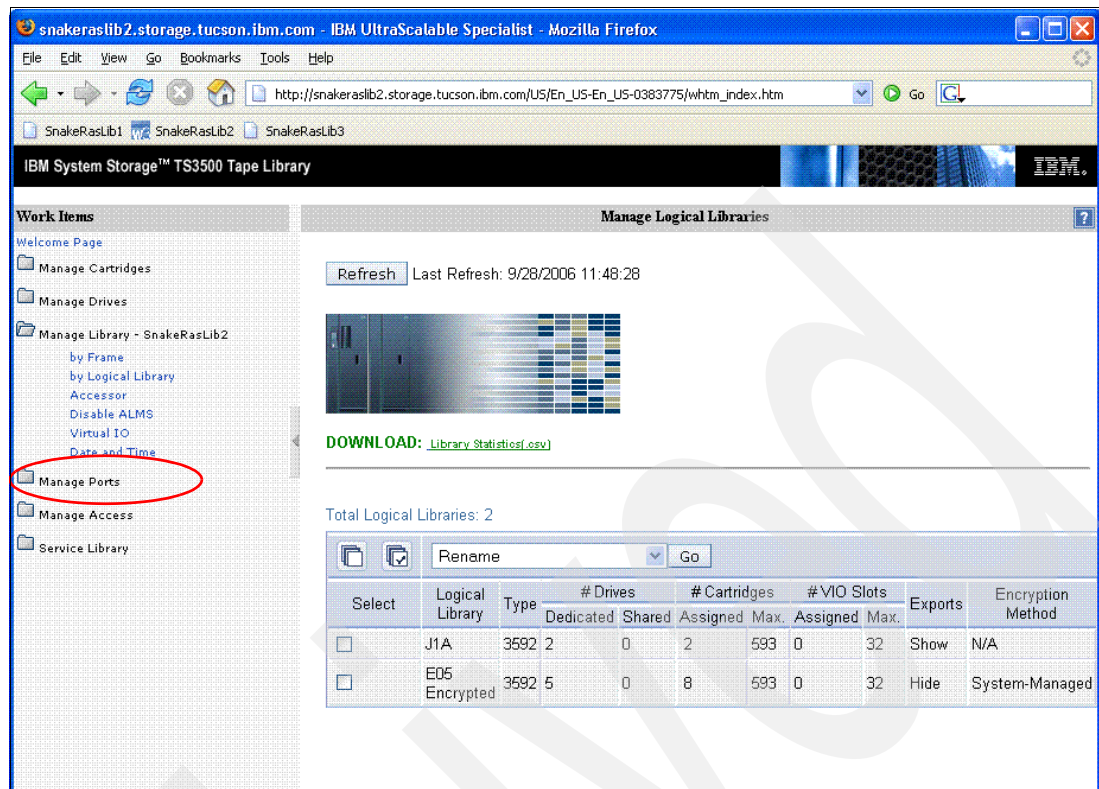 snakeraslib2.storage.tucson.ibm.com - IBM UltraScalable Specialist - Mozilla Firefox
File Edit View Go Bookmarks Tools Help
http://snakeraslib2.storage.tucson.ibm.com/US/En_US-En_US-0383775/whtm_index.htm Go G
SnakeRasLib1 SnakeRasLib2 SnakeRasLib3
IBM System Storage™ TS3500 Tape Library IBM.
Work Items
Welcome Page
Manage Cartridges
Manage Drives
Manage Library - SnakeRasLib2
by Frame
by Logical Library
Accessor
Disable ALMS
Virtual IO
Date and Time
Manage Ports
Manage Access
Service Library
Manage Logical Libraries ?
Refresh Last Refresh: 9/28/2006 11:48:28
DOWNLOAD: Library Statistics(.csv)
Total Logical Libraries: 2
Rename Go
Select Logical Library Type # Drives # Cartridges # VIO Slots Exports Encryption Method
Dedicated Shared Assigned Max. Assigned Max.
J1A 3592 2 0 2 593 0 32 Show N/A
E05 Encrypted 3592 5 0 8 593 0 32 Hide System-Managed